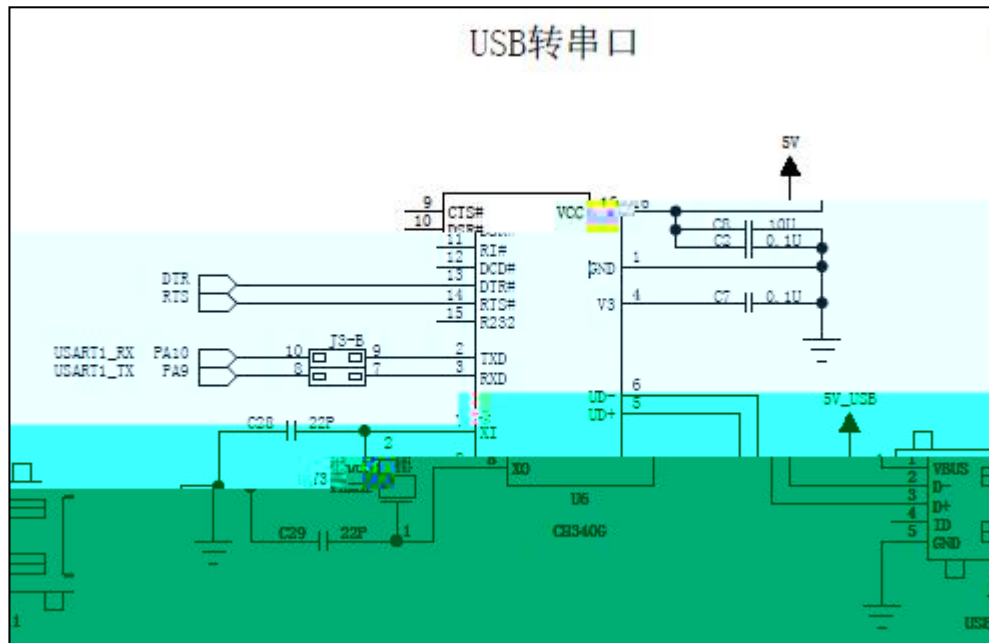 USB转串口
5V
9 CTS#
10
VCC
C2 0.1U
11 RI#
12 DCD#
13 DTR#
14 RTS#
15 R232
DTR
RTS
GND 1
V3 4
C7 0.1U
J3-B
USART1_RX PA10 10 9 2 TXD
USART1_TX PA9 8 7 3 RXD
UD- 6
UD+ 5
5V_USB
C28 22P
XI
2
XO
U6
CH340G
C29 22P
1
1 VBUS
2 D-
3 D+
4 ID
5 GND
1